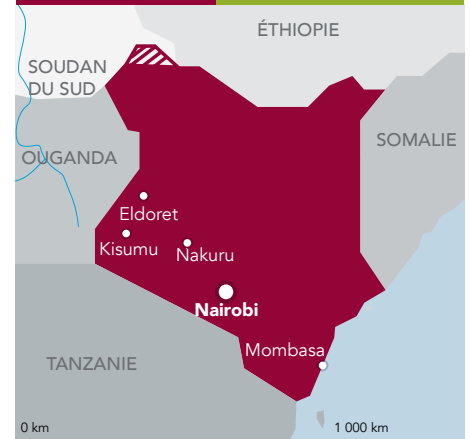 ÉTHIOPIE
SOUDAN
DU SUD
SOMALIE
OUGANDA
Eldoret
Kisumu
Nakuru
Nairobi
Mombasa
TANZANIE
0 km
1 000 km